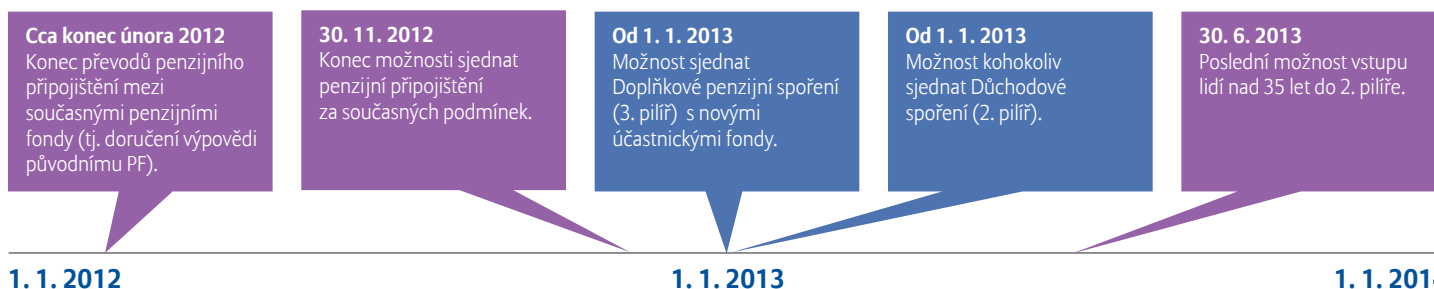 Cca konec února 2012
Konec převodů penzijního
připojištění mezi
současnými penzijními
fondy (tj. doručení výpovědi
původnímu PF).
30. 11. 2012
Konec možnosti sjednat
penzijní připojištění
za současných podmínek.
Od 1. 1. 2013
Možnost sjednat
Doplňkové penzijní spoření
(3. pilíř) s novými
účastnickými fondy.
Od 1. 1. 2013
Možnost kohokoliv
sjednat Důchodové
spoření (2. pilíř).
30. 6. 2013
Poslední možnost vstupu
lidí nad 35 let do 2. pilíře.
1. 1. 2012
1. 1. 2013
1. 1. 2014